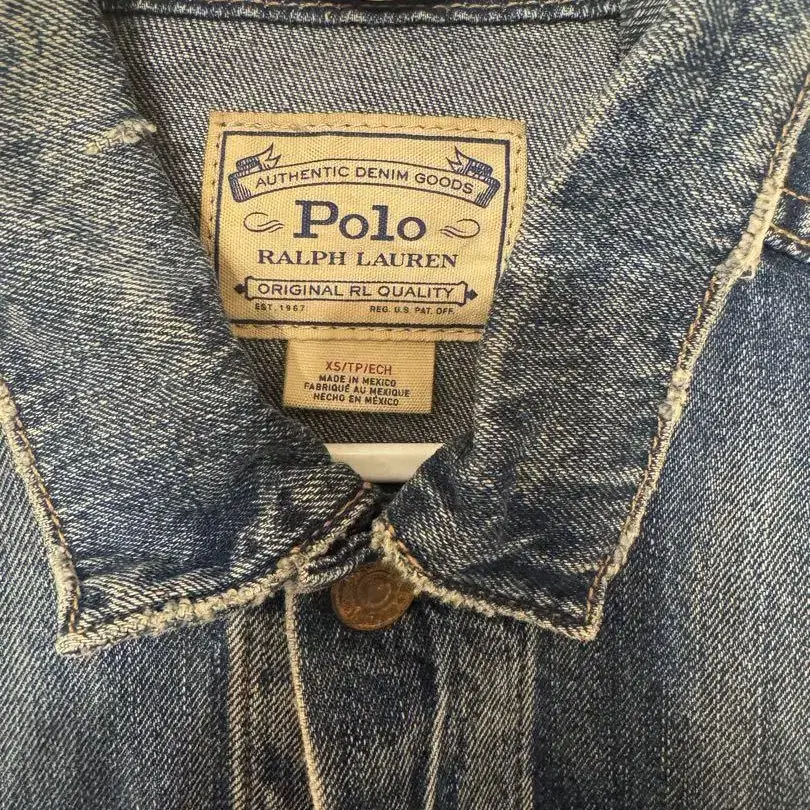 AUTHENTIC DENIM GOODS
Polo
RALPH LAUREN
ORIGINAL RL QUALITY
EST. 1967 REG. U.S. PAT. OFF.
XS/TP/ECH
MADE IN MEXICO
FABRIQUÉ AU MEXIQUE
HECHO EN MÉXICO